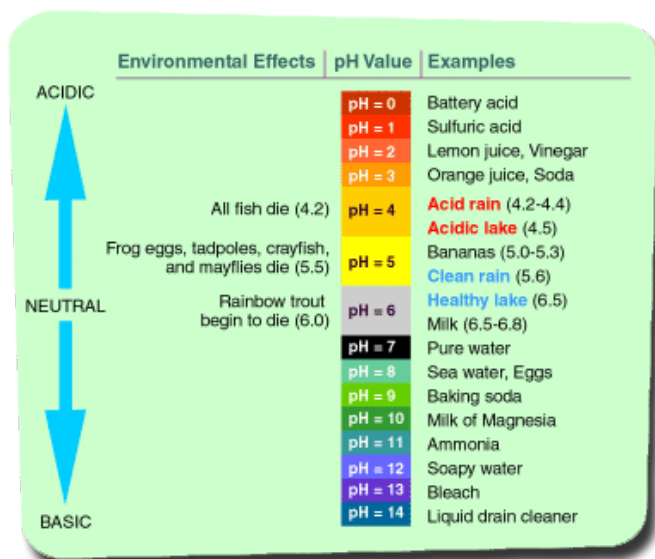 Environmental Effects pH Value Examples
ACIDIC
pH = 0 Battery acid
pH = 1 Sulfuric acid
pH = 2 Lemon juice, Vinegar
pH = 3 Orange juice, Soda
All fish die (4.2) pH = 4 Acid rain (4.2-4.4)
Acidic lake (4.5)
Frog eggs, tadpoles, crayfish,
and mayflies die (5.5) pH = 5 Bananas (5.0-5.3)
Clean rain (5.6)
NEUTRAL
Rainbow trout
begin to die (6.0) pH = 6 Healthy lake (6.5)
Milk (6.5-6.8)
pH = 7 Pure water
pH = 8 Sea water, Eggs
pH = 9 Baking soda
pH = 10 Milk of Magnesia
pH = 11 Ammonia
pH = 12 Soapy water
pH = 13 Bleach
pH = 14 Liquid drain cleaner
BASIC